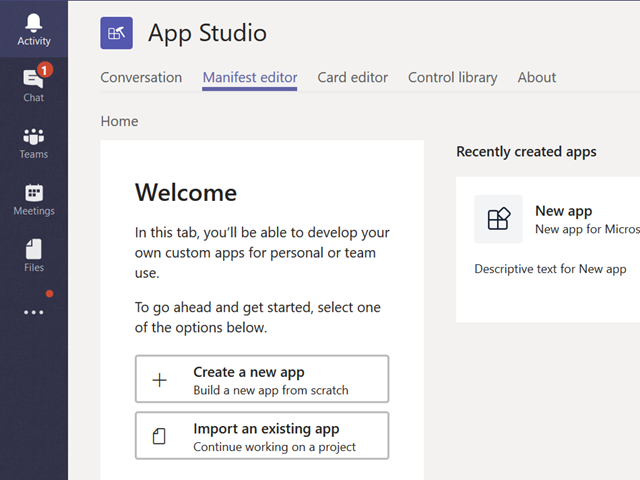 Activity
1
Chat
Teams
Meetings
Files
App Studio
Conversation Manifest editor Card editor Control library About
Home
Welcome
In this tab, you’ll be able to develop your
own custom apps for personal or team
use.
To go ahead and get started, select one
of the options below.
Create a new app
Build a new app from scratch
Import an existing app
Continue working on a project
Recently created apps
New app
New app for Micros
Descriptive text for New app